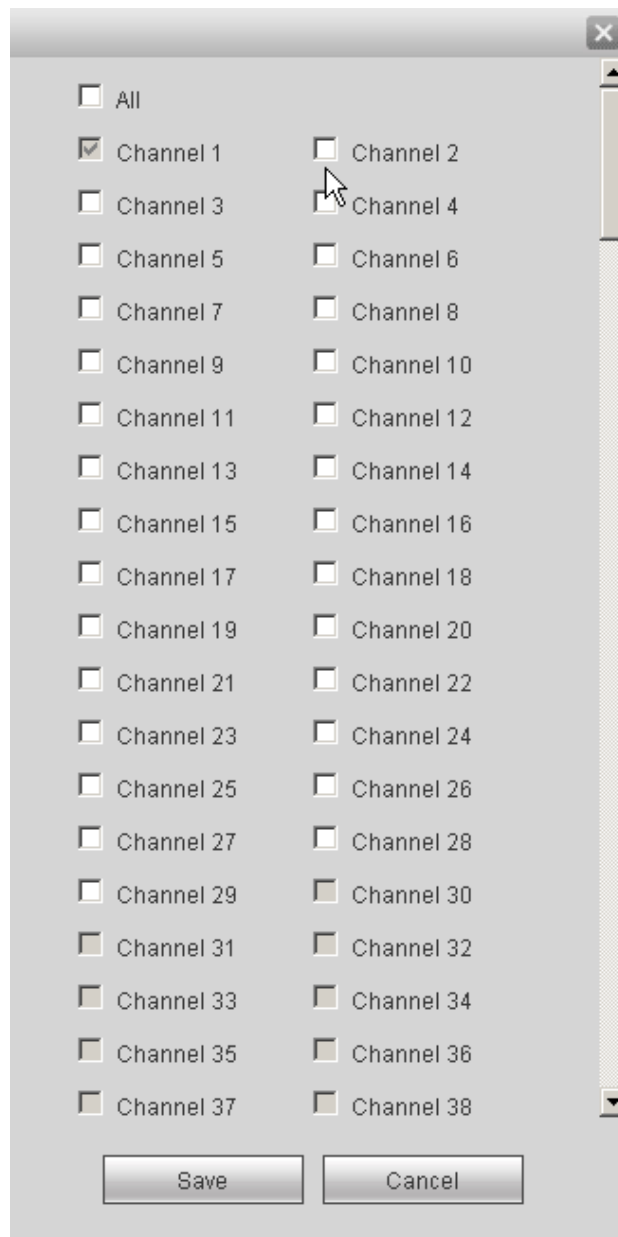 All
Channel 1 Channel 2
Channel 3 Channel 4
Channel 5 Channel 6
Channel 7 Channel 8
Channel 9 Channel 10
Channel 11 Channel 12
Channel 13 Channel 14
Channel 15 Channel 16
Channel 17 Channel 18
Channel 19 Channel 20
Channel 21 Channel 22
Channel 23 Channel 24
Channel 25 Channel 26
Channel 27 Channel 28
Channel 29 Channel 30
Channel 31 Channel 32
Channel 33 Channel 34
Channel 35 Channel 36
Channel 37 Channel 38
Save Cancel